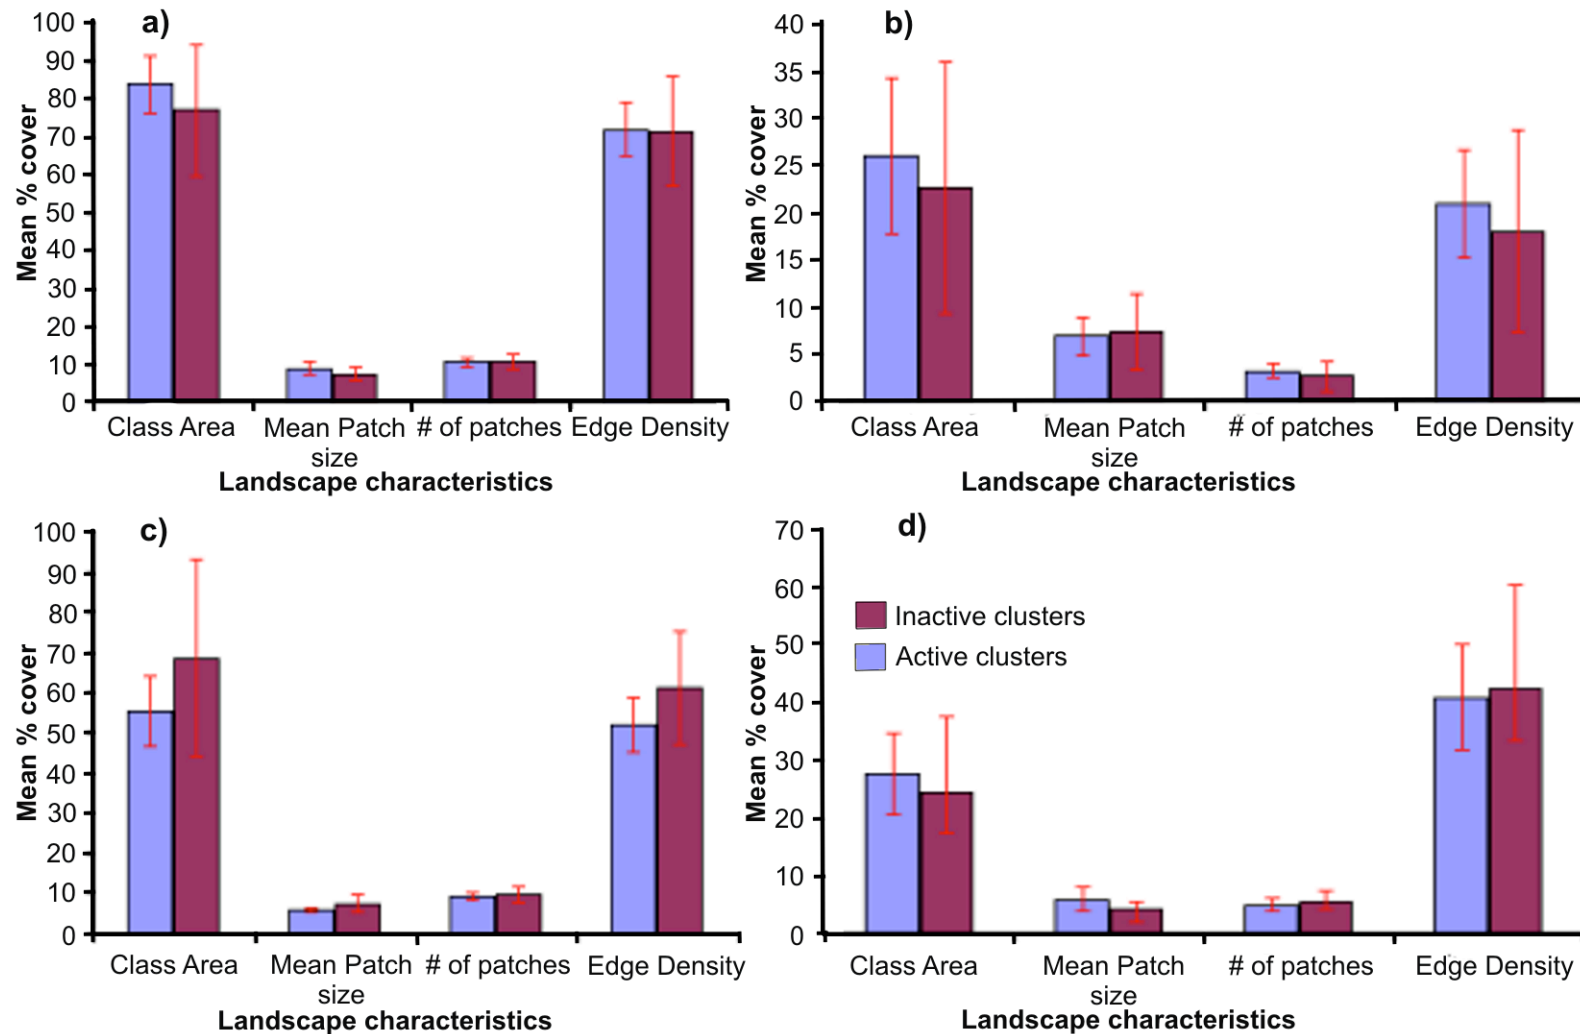 a)
Mean % cover
100
90
80
70
60
50
40
30
20
10
0
Class Area
Mean Patch size
# of patches
Edge Density
Landscape characteristics
b)
Mean % cover
40
35
30
25
20
15
10
5
0
Class Area
Mean Patch size
# of patches
Edge Density
Landscape characteristics
c)
Mean % cover
100
90
80
70
60
50
40
30
20
10
0
Class Area
Mean Patch size
# of patches
Edge Density
Landscape characteristics
d)
Mean % cover
70
60
50
40
30
20
10
0
Inactive clusters
Active clusters
Class Area
Mean Patch size
# of patches
Edge Density
Landscape characteristics